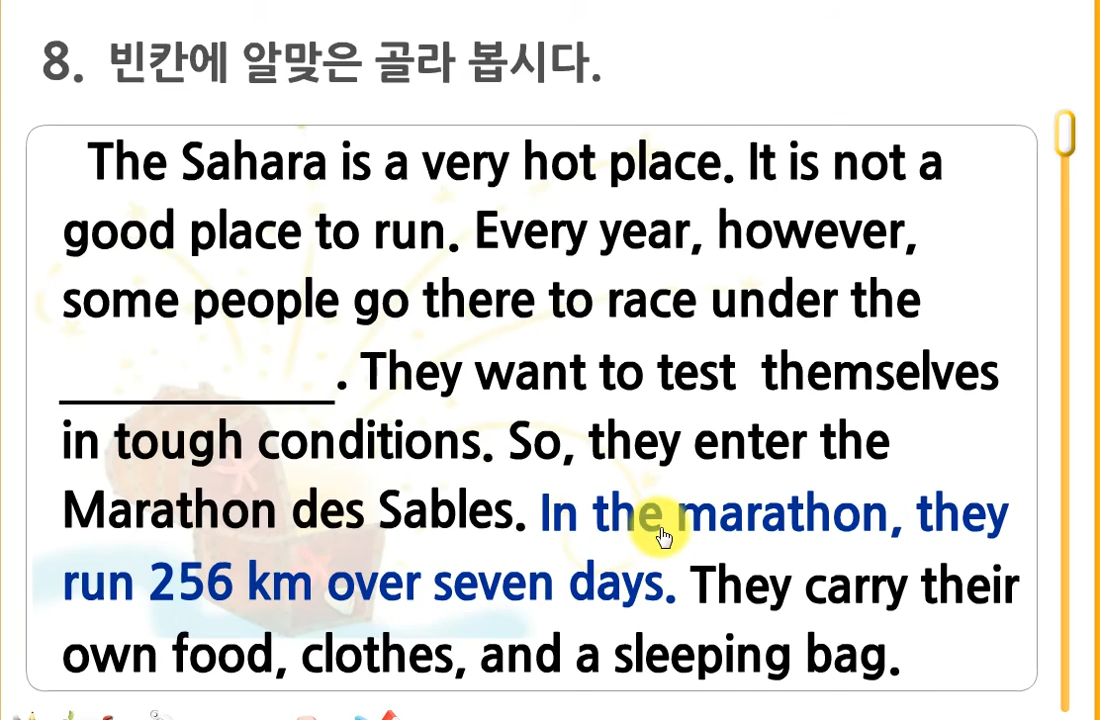 8. 빈칸에 알맞은 골라 봅시다.
The Sahara is a very hot place. It is not a
good place to run. Every year, however,
some people go there to race under the
____________. They want to test themselves
in tough conditions. So, they enter the
Marathon des Sables. In the marathon, they
run 256 km over seven days. They carry their
own food, clothes, and a sleeping bag.